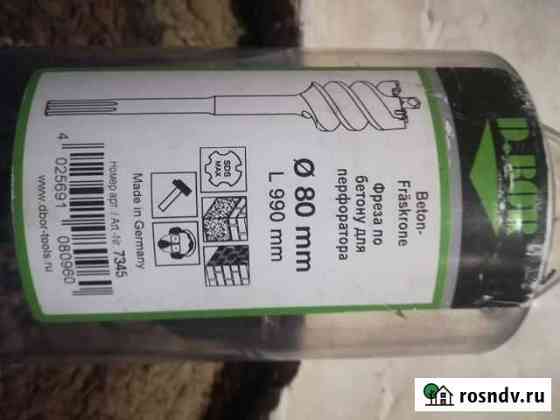 D.BOR
Beton-
Fräskrone
Фреза по
бетону для
перфоратора
Ø 80 mm
L 990 mm
SDS
MAX
Made in Germany
Номер арт. / Art.-Nr. 7345
4 025691 080960
www.dbor-tools.ru
rosndv.ru